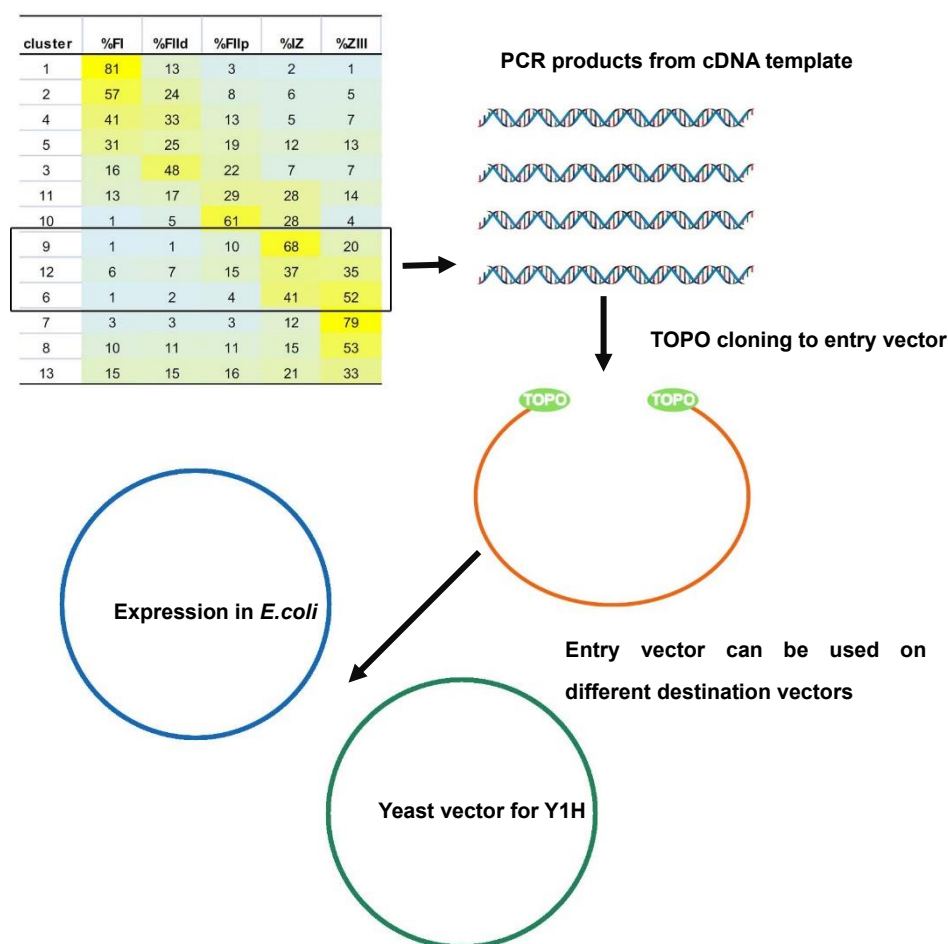 cluster %FI %FIId %FIIp %IZ %ZIII
1 81 13 3 2 1
2 57 24 8 6 5
4 41 33 13 5 7
5 31 25 19 12 13
3 16 48 22 7 7
11 13 17 29 28 14
10 1 5 61 28 4
9 1 1 10 68 20
12 6 7 15 37 35
6 1 2 4 41 52
7 3 3 3 12 79
8 10 11 11 15 53
13 15 15 16 21 33
PCR products from cDNA template
TOPO cloning to entry vector
TOPO TOPO
Expression in E.coli
Entry vector can be used on
different destination vectors
Yeast vector for Y1H